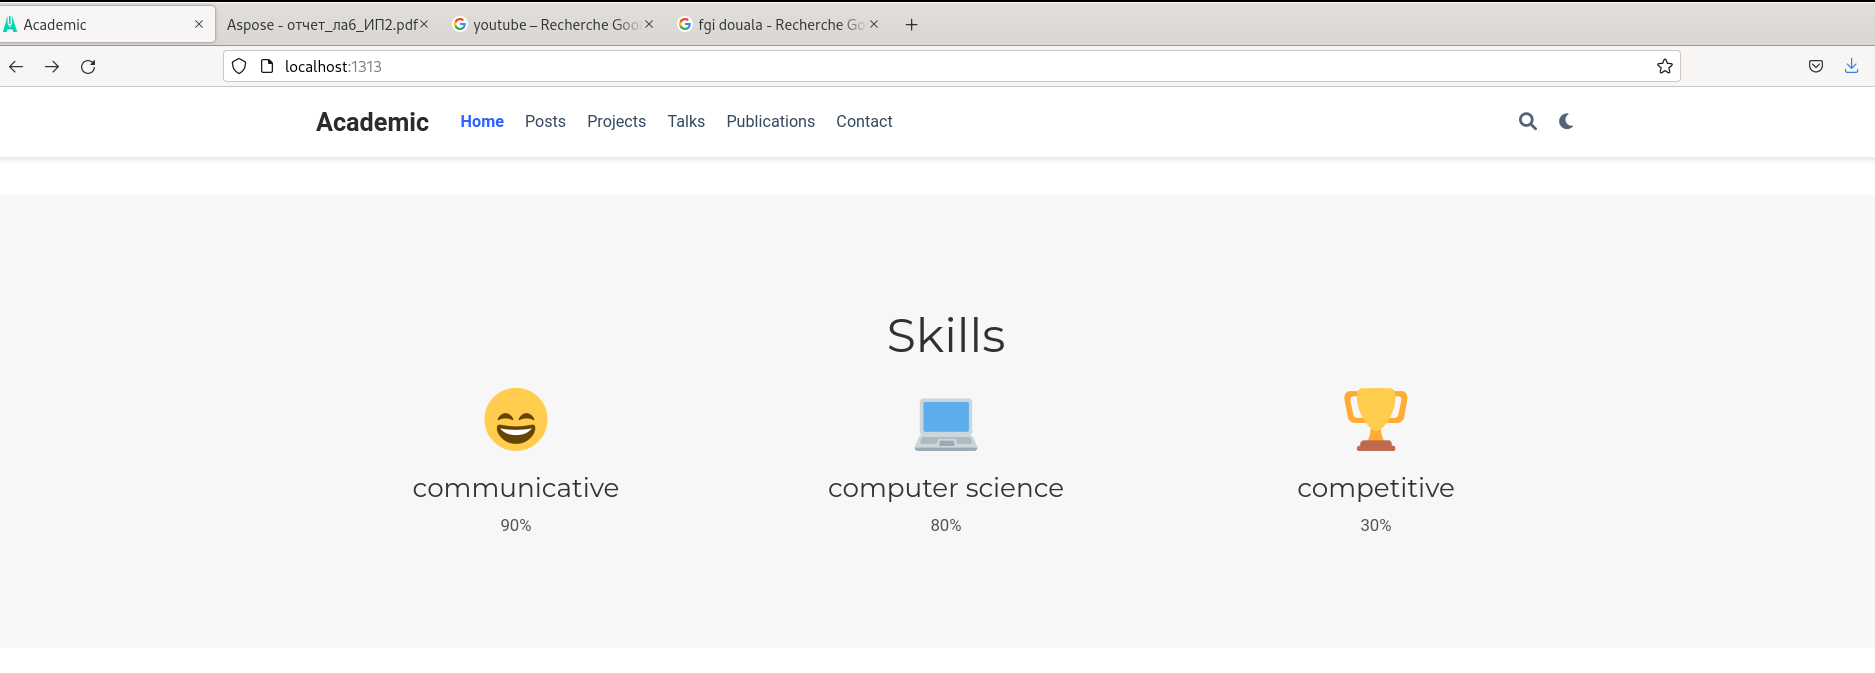 Academic
Aspose - отчет_лаб_ИП2.pdf
youtube – Recherche Goo
fgi douala - Recherche Go
localhost:1313
Academic Home Posts Projects Talks Publications Contact
Skills
communicative computer science competitive
90% 80% 30%